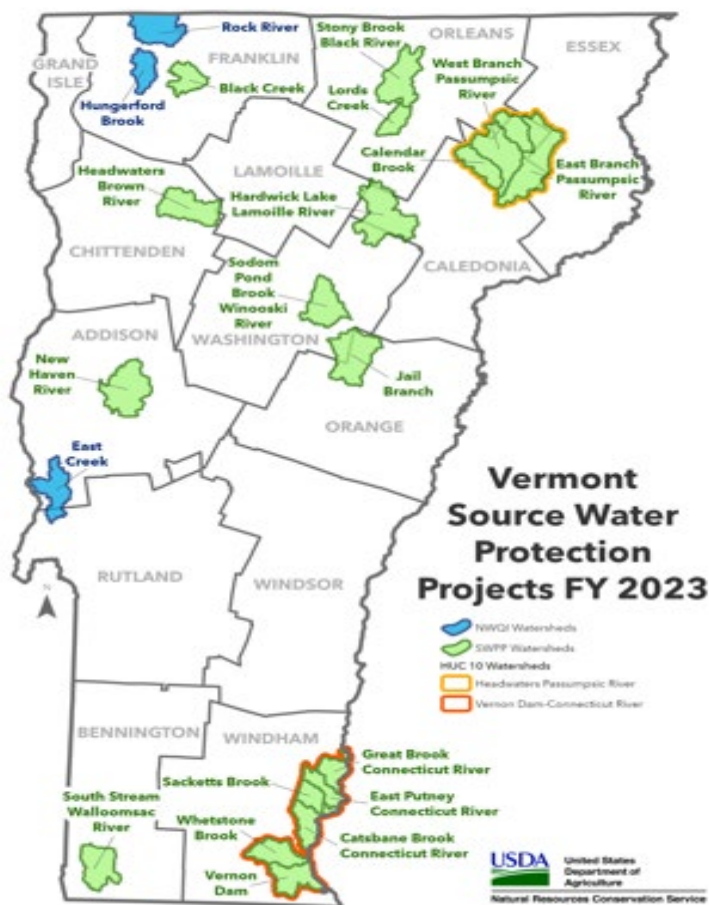 Rock River
Stony Brook
Black River
ORLEANS
ESSEX
GRAND
ISLE
FRANKLIN
West Branch
Passumpsic
River
Black Creek
Lords
Creek
Hungerford
Brook
Calendar
Brook
East Branch
Passumpsic
River
Headwaters
Brown
River
LAMOILLE
Hardwick Lake
Lamoille River
CHITTENDEN
CALEDONIA
Sodom
Pond
Brook
Winooski
River
ADDISON
WASHINGTON
New
Haven
River
Jail
Branch
ORANGE
East
Creek
Vermont
Source Water
Protection
Projects FY 2023
RUTLAND
WINDSOR
N
NWQI Watersheds
SWPP Watersheds
HUC 10 Watersheds
Headwaters Passumpsic River
Vernon Dam-Connecticut River
BENNINGTON
WINDHAM
Great Brook
Connecticut River
Sacketts Brook
East Putney
Connecticut River
South Stream
Walloomsac
River
Whetstone
Brook
Catsbane Brook
Connecticut River
Vernon
Dam
USDA
United States
Department of
Agriculture
Natural Resources Conservation Service